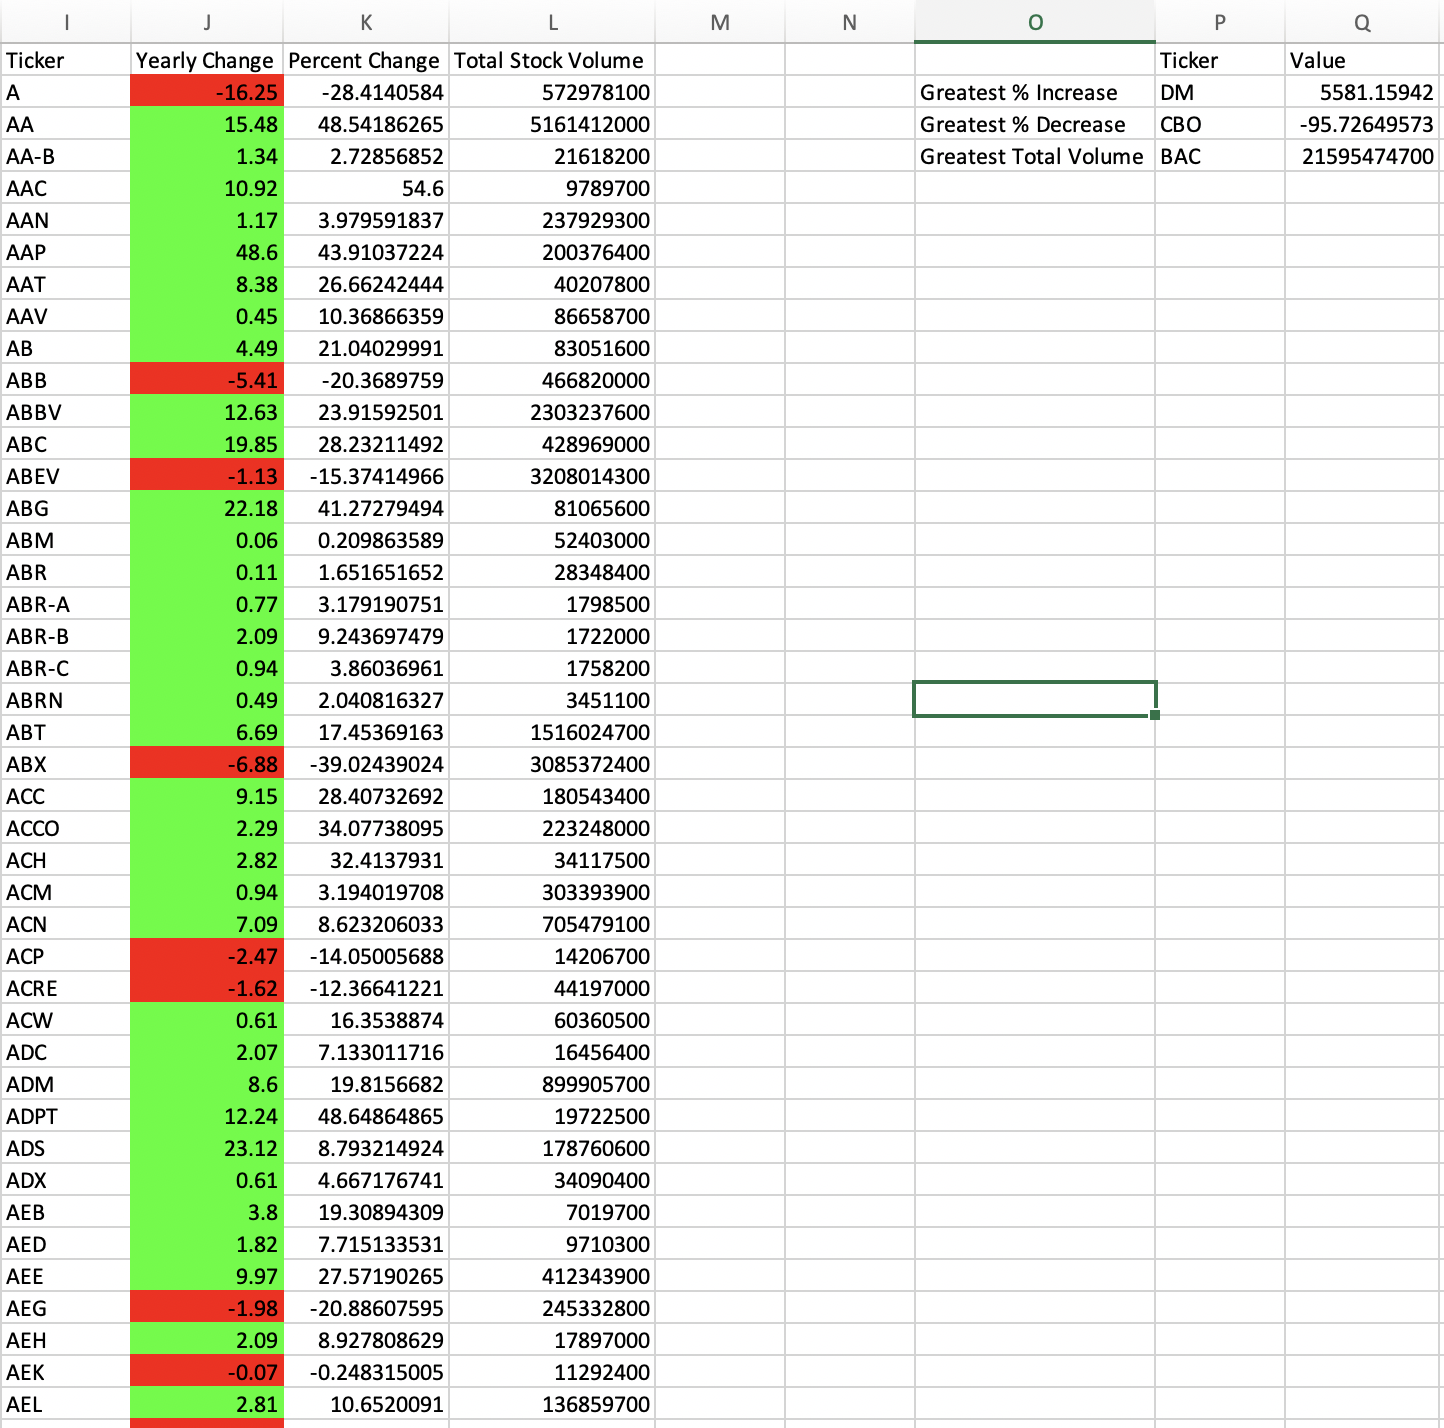 I J K L M N O P Q
Ticker Yearly Change Percent Change Total Stock Volume Ticker Value
A -16.25 -28.4140584 572978100 Greatest % Increase DM 5581.15942
AA 15.48 48.54186265 5161412000 Greatest % Decrease CBO -95.72649573
AA-B 1.34 2.72856852 21618200 Greatest Total Volume BAC 21595474700
AAC 10.92 54.6 9789700
AAN 1.17 3.979591837 237929300
AAP 48.6 43.91037224 200376400
AAT 8.38 26.66242444 40207800
AAV 0.45 10.36866359 86658700
AB 4.49 21.04029991 83051600
ABB -5.41 -20.3689759 466820000
ABBV 12.63 23.91592501 2303237600
ABC 19.85 28.23211492 428969000
ABEV -1.13 -15.37414966 3208014300
ABG 22.18 41.27279494 81065600
ABM 0.06 0.209863589 52403000
ABR 0.11 1.651651652 28348400
ABR-A 0.77 3.179190751 1798500
ABR-B 2.09 9.243697479 1722000
ABR-C 0.94 3.86036961 1758200
ABRN 0.49 2.040816327 3451100
ABT 6.69 17.45369163 1516024700
ABX -6.88 -39.02439024 3085372400
ACC 9.15 28.40732692 180543400
ACCO 2.29 34.07738095 223248000
ACH 2.82 32.4137931 34117500
ACM 0.94 3.194019708 303393900
ACN 7.09 8.623206033 705479100
ACP -2.47 -14.05005688 14206700
ACRE -1.62 -12.36641221 44197000
ACW 0.61 16.3538874 60360500
ADC 2.07 7.133011716 16456400
ADM 8.6 19.8156682 899905700
ADPT 12.24 48.64864865 19722500
ADS 23.12 8.793214924 178760600
ADX 0.61 4.667176741 34090400
AEB 3.8 19.30894309 7019700
AED 1.82 7.715133531 9710300
AEE 9.97 27.57190265 412343900
AEG -1.98 -20.88607595 245332800
AEH 2.09 8.927808629 17897000
AEK -0.07 -0.248315005 11292400
AEL 2.81 10.6520091 136859700